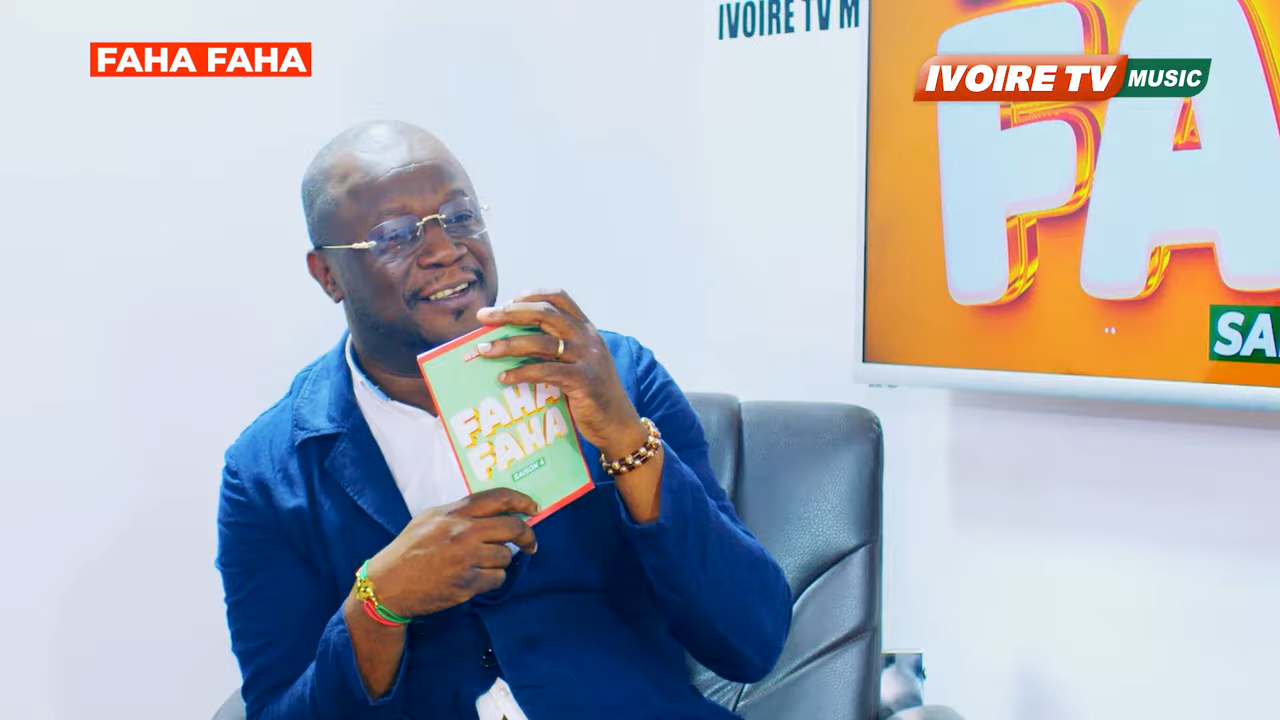 IVOIRE TV M
FAHA FAHA
IVOIRE TV MUSIC
FA
SA
FAHA
FAHA
SAISON 4